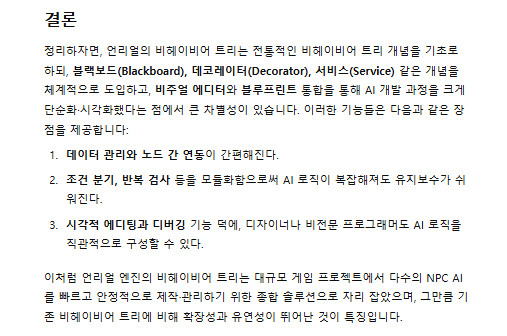 결론
정리하자면, 언리얼의 비헤이비어 트리는 전통적인 비헤이비어 트리 개념을 기초로
하되, 블랙보드(Blackboard), 데코레이터(Decorator), 서비스(Service) 같은 개념을
체계적으로 도입하고, 비주얼 에디터와 블루프린트 통합을 통해 AI 개발 과정을 크게
단순화·시각화했다는 점에서 큰 차별성이 있습니다. 이러한 기능들은 다음과 같은 장
점을 제공합니다:
1. 데이터 관리와 노드 간 연동이 간편해진다.
2. 조건 분기, 반복 검사 등을 모듈화함으로써 AI 로직이 복잡해져도 유지보수가 쉬
워진다.
3. 시각적 에디팅과 디버깅 기능 덕에, 디자이너나 비전문 프로그래머도 AI 로직을
직관적으로 구성할 수 있다.
이처럼 언리얼 엔진의 비헤이비어 트리는 대규모 게임 프로젝트에서 다수의 NPC AI
를 빠르고 안정적으로 제작·관리하기 위한 종합 솔루션으로 자리 잡았으며, 그만큼 기
존 비헤이비어 트리에 비해 확장성과 유연성이 뛰어난 것이 특징입니다.